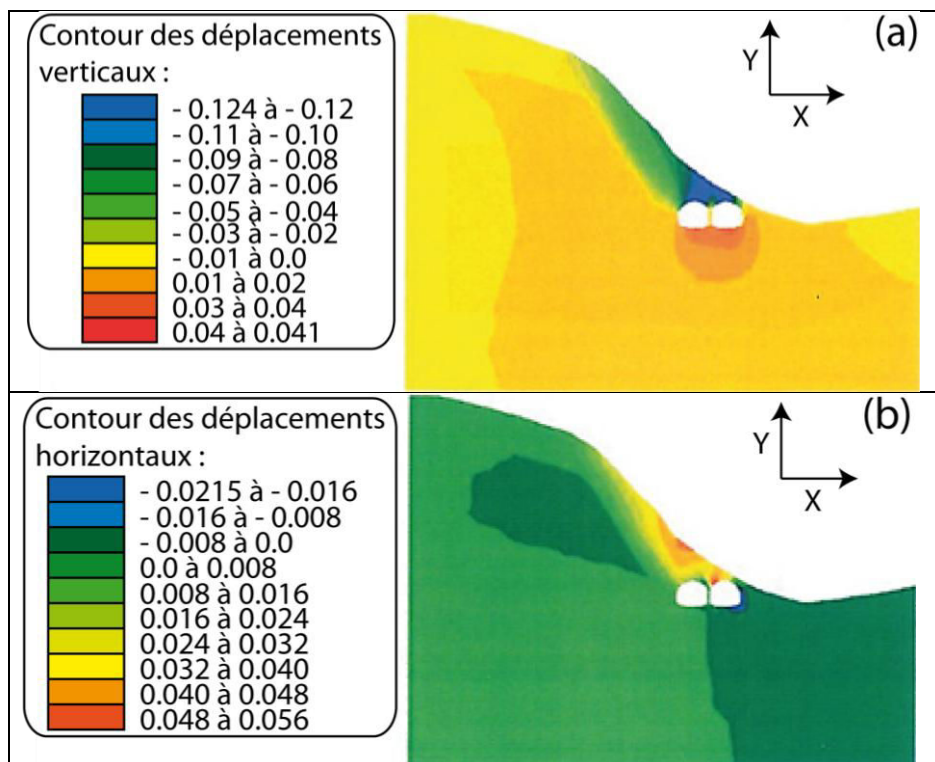 Contour des déplacements
verticaux :
- 0.124 à - 0.12
- 0.11 à - 0.10
- 0.09 à - 0.08
- 0.07 à - 0.06
- 0.05 à - 0.04
- 0.03 à - 0.02
- 0.01 à 0.0
0.01 à 0.02
0.03 à 0.04
0.04 à 0.041
(a)
Y
X
Contour des déplacements
horizontaux :
- 0.0215 à - 0.016
- 0.016 à - 0.008
- 0.008 à 0.0
0.0 à 0.008
0.008 à 0.016
0.016 à 0.024
0.024 à 0.032
0.032 à 0.040
0.040 à 0.048
0.048 à 0.056
(b)
Y
X